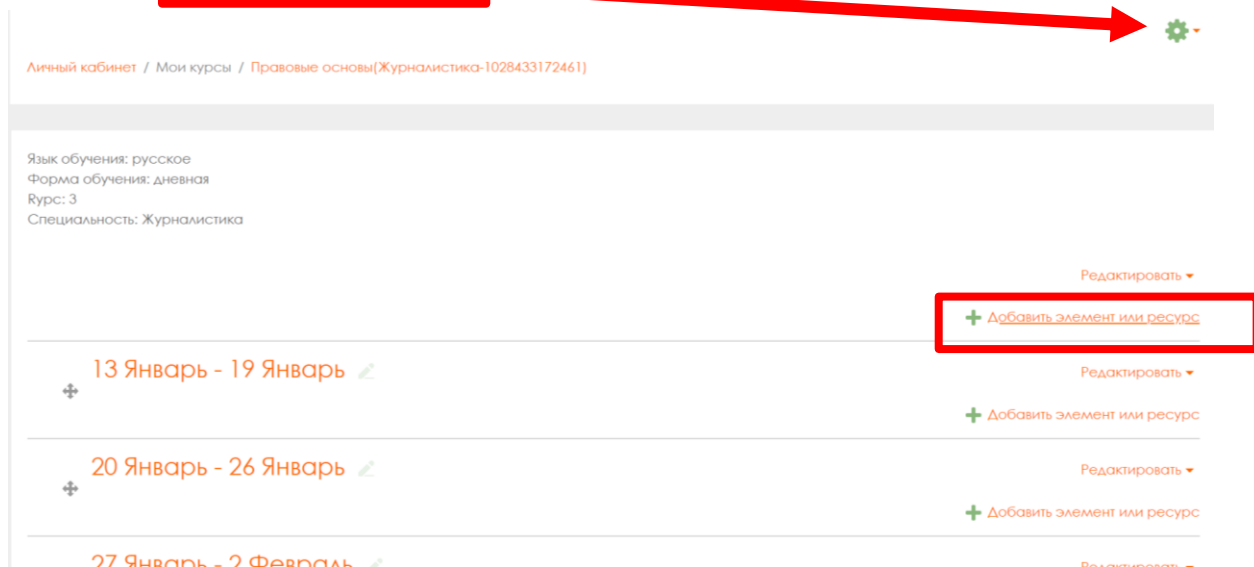 Личный кабинет / Мои курсы / Правовые основы(Журналистика-1028433172461)
Язык обучения: русское
Форма обучения: дневная
Rурс: 3
Специальность: Журналистика
Редактировать
Добавить элемент или ресурс
13 Январь - 19 Январь
Редактировать
Добавить элемент или ресурс
20 Январь - 26 Январь
Редактировать
Добавить элемент или ресурс
27 Январь - 2 Февраль
Редактировать